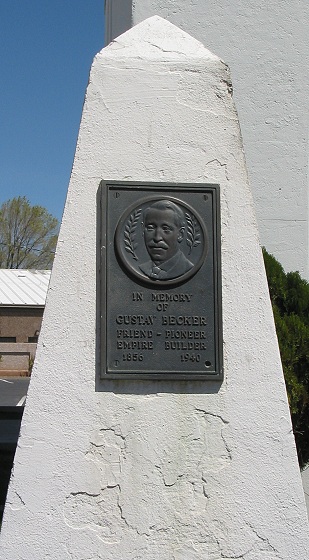 IN MEMORY
OF
GUSTAV BECKER
FRIEND - PIONEER
EMPIRE BUILDER
1856 1940